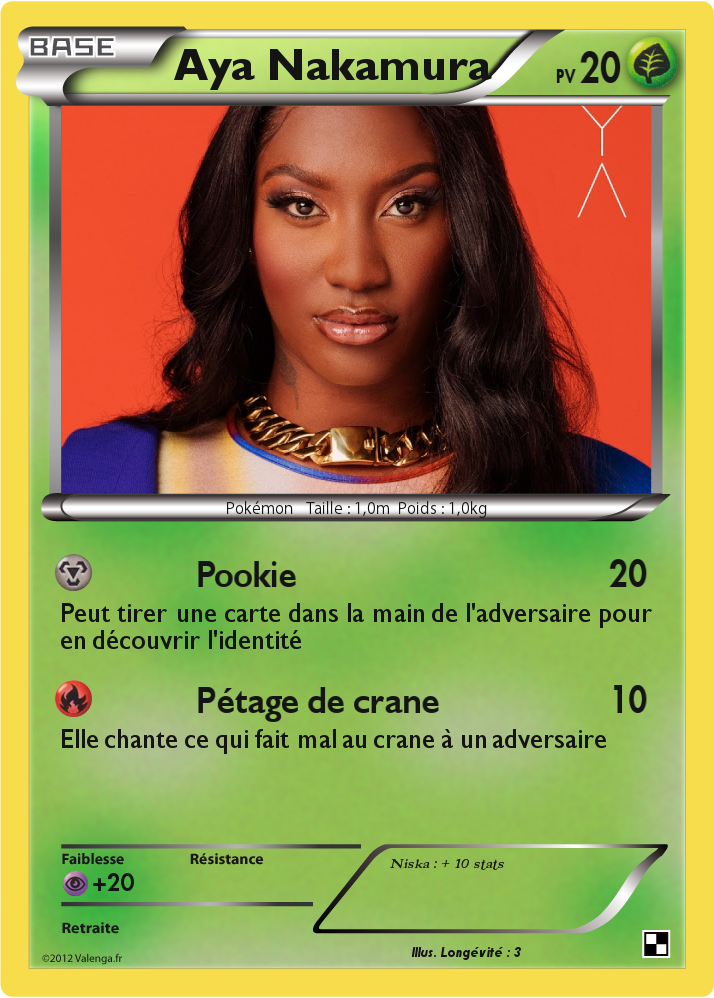 BASE
Aya Nakamura
PV 20
Pokémon Taille : 1,0m Poids : 1,0kg
Pookie 20
Peut tirer une carte dans la main de l'adversaire pour
en découvrir l'identité
Pétage de crane 10
Elle chante ce qui fait mal au crane à un adversaire
Faiblesse Résistance
Niska : + 10 stats
+20
Retraite
Illus. Longévité : 3
©2012 Valenga.fr